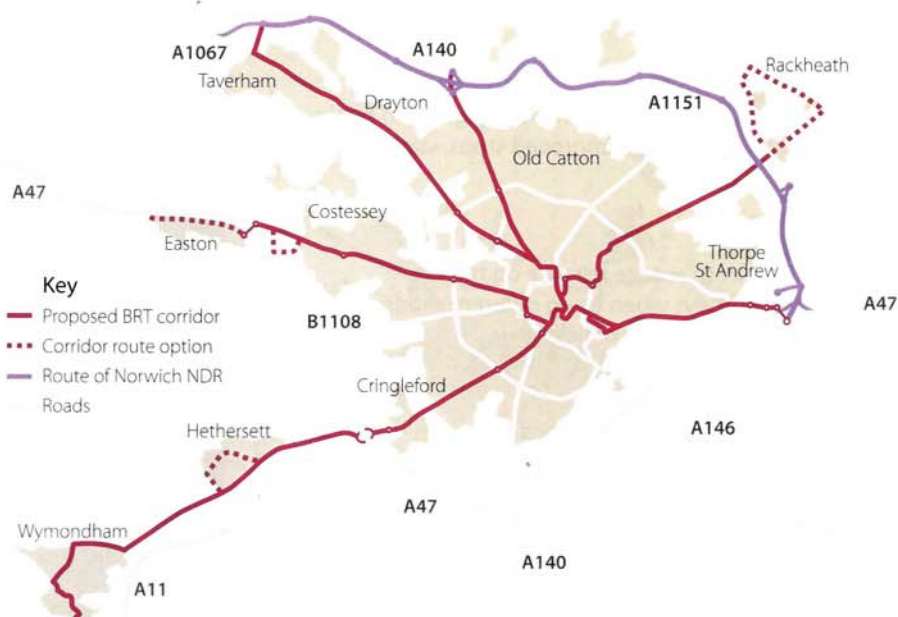 A1067
A140
Rackheath
Taverham
Drayton
A1151
Old Catton
A47
Costessey
Easton
Thorpe
St Andrew
Key
Proposed BRT corridor
A47
B1108
Corridor route option
Route of Norwich NDR
Cringleford
Roads
Hethersett
A146
A47
Wymondham
A140
A11